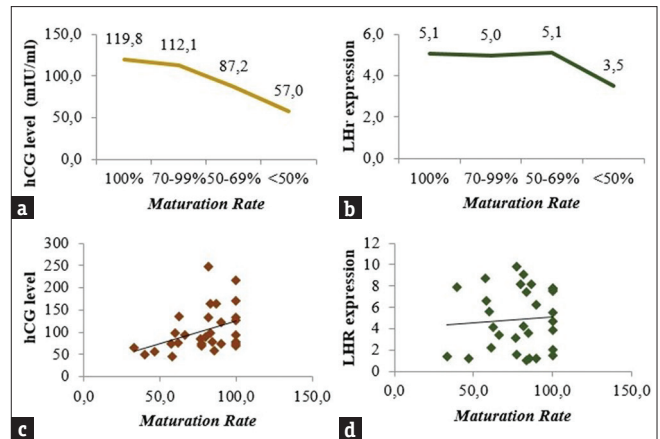 hCG level (mIU/ml)
150,0
100,0
50,0
0,0
119,8
112,1
87,2
57,0
100% 70-99% 50-69% <50%
Maturation Rate
a
LHr expression
6,0
4,0
2,0
0,0
5,1
5,0
5,1
3,5
100% 70-99% 50-69% <50%
Maturation Rate
b
hCG level
300
250
200
150
100
50
0
0,0 50,0 100,0 150,0
Maturation Rate
c
LHR expression
12
10
8
6
4
2
0
0,0 50,0 100,0 150,0
Maturation Rate
d